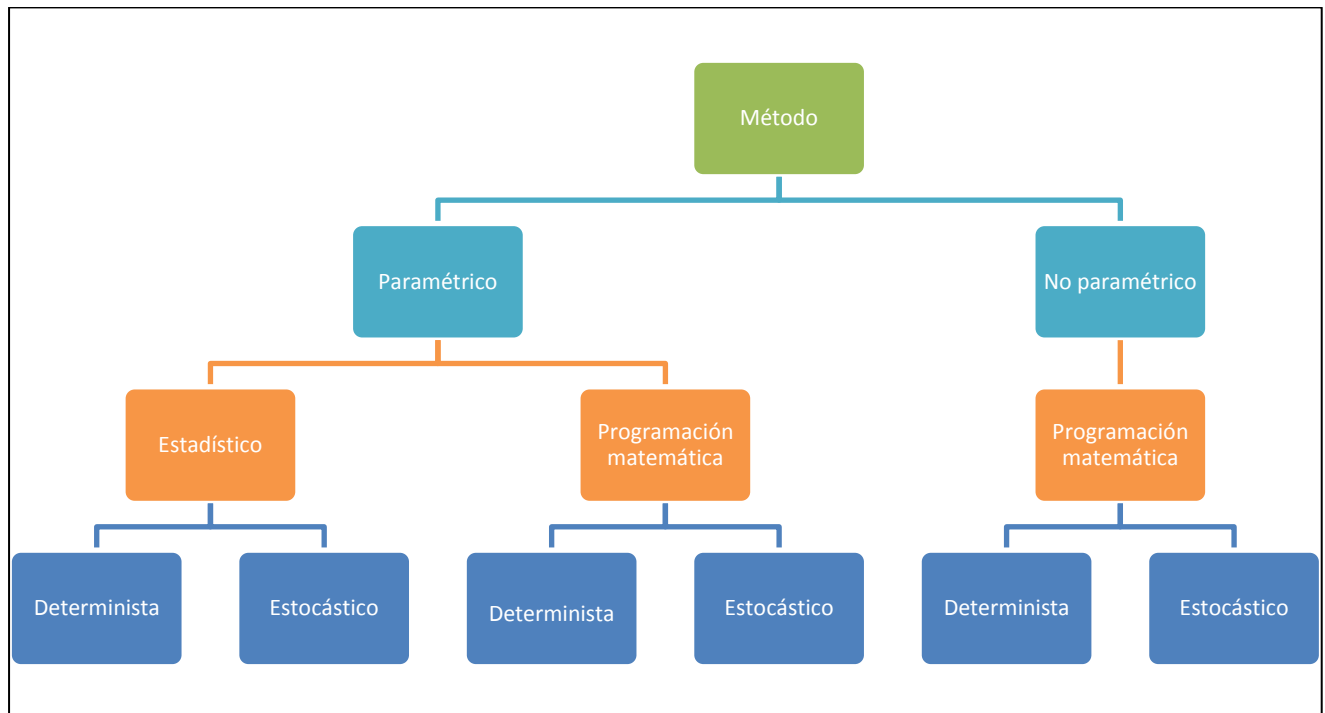 Método
Paramétrico
No paramétrico
Estadístico
Programación
matemática
Programación
matemática
Determinista
Estocástico
Determinista
Estocástico
Determinista
Estocástico